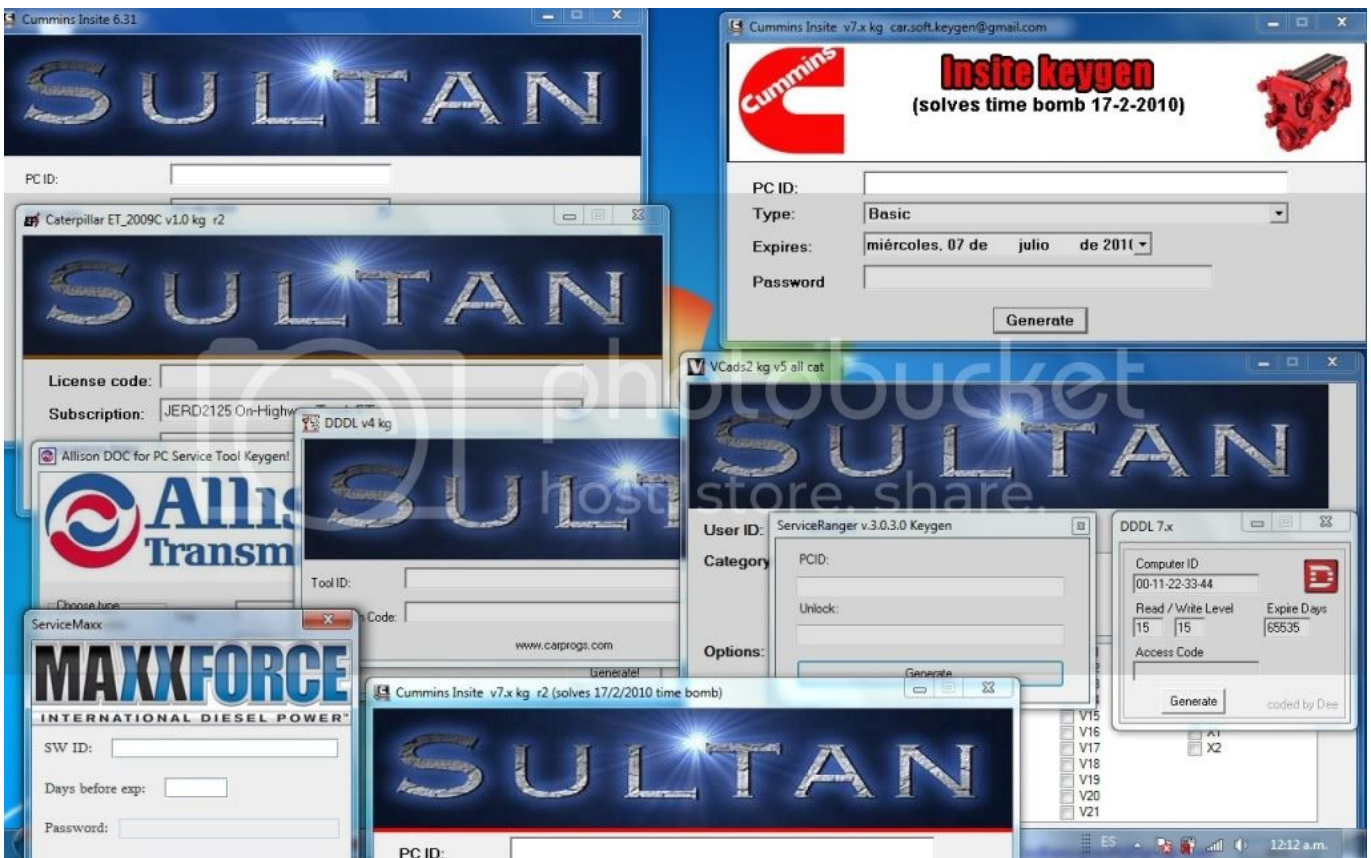 Cummins Insite 6.31
SULTAN
PC ID:
Cummins Insite v7.x kg car.soft.keygen@gmail.com
Cummins
Insite keygen
(solves time bomb 17-2-2010)
PC ID:
Type:
Basic
Expires:
miércoles, 07 de julio de 201
Password
Generate
Caterpillar ET_2009C v1.0 kg r2
SULTAN
License code:
Subscription:
JERD2125 On-Highw
Allison DOC for PC Service Tool Keygen!
Allis
Transm
Choose type
DDDL v4 kg
SULT
Tool ID:
Code:
www.carprogs.com
Generate!
VCads2 kg v5 all cat
SULTAN
User ID:
Category
Options:
V15
V16
V17
V18
V19
V20
V21
X1
X2
ServiceRanger v.3.0.3.0 Keygen
PCID:
Unlock:
Generate
DDDL 7.x
Computer ID
00-11-22-33-44
Read / Write Level
Expire Days
15 15
65535
Access Code
Generate
coded by Dee
ServiceMaxx
MAXXFORCE
INTERNATIONAL DIESEL POWER
SW ID:
Days before exp:
Password:
Cummins Insite v7.x kg r2 (solves 17/2/2010 time bomb)
SULTAN
PC ID:
photobucket
host. store. share.
ES
12:12 a.m.